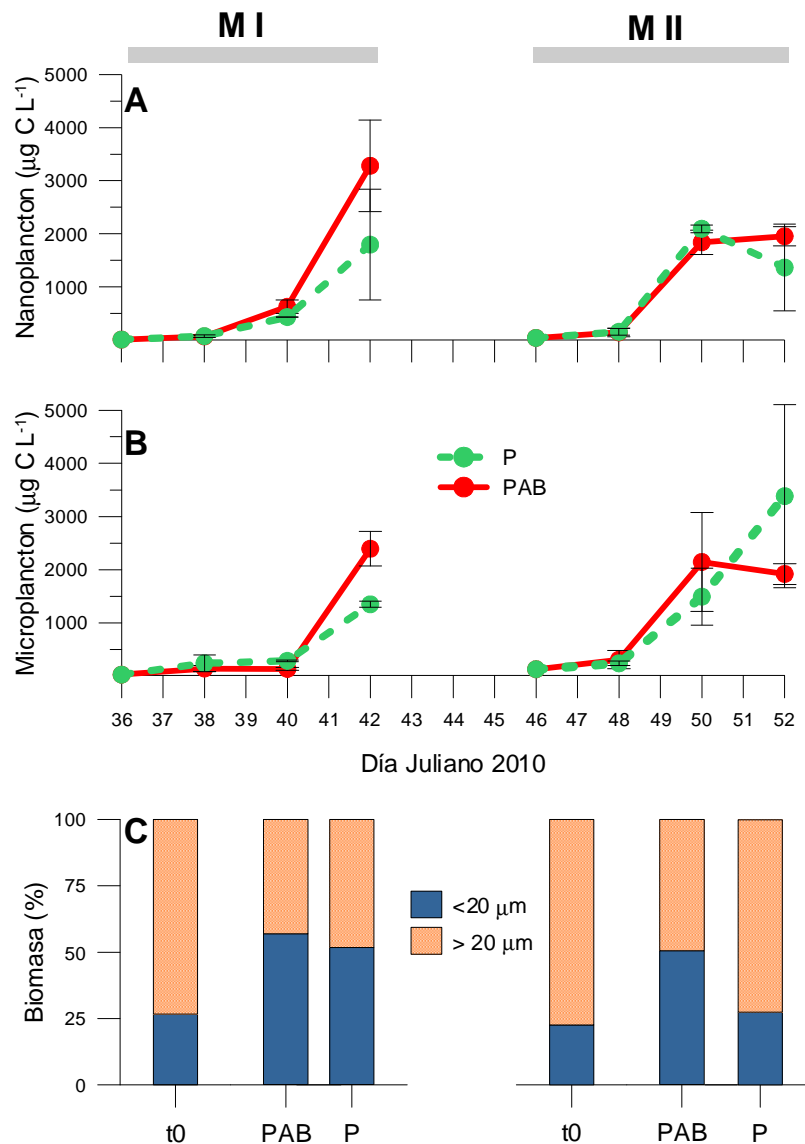 M I
M II
A
5000
4000
3000
2000
1000
Nanoplancton (µg C L-1)
B
5000
4000
3000
2000
1000
Microplancton (µg C L-1)
P
PAB
36 37 38 39 40 41 42 43 44 45 46 47 48 49 50 51 52
Día Juliano 2010
C
100
75
50
25
0
Biomasa (%)
<20 µm
> 20 µm
t0 PAB P t0 PAB P